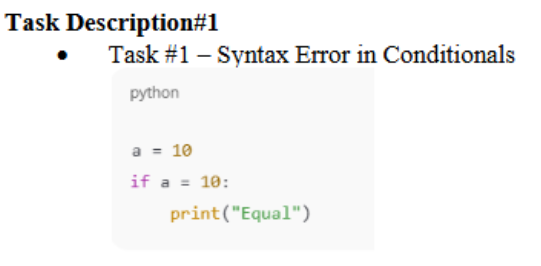 Task Description#1
• Task #1 – Syntax Error in Conditionals
python
a = 10
if a = 10:
    print("Equal")